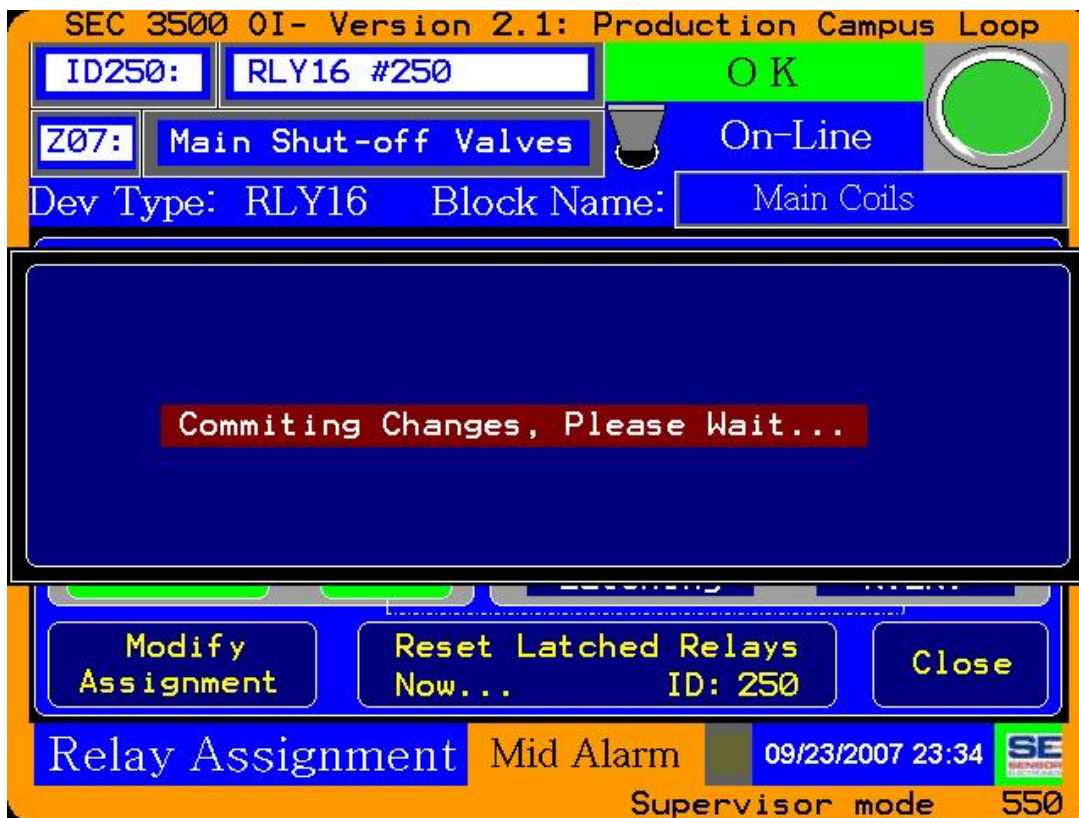 SEC 3500 OI- Version 2.1: Production Campus Loop
ID250: RLY16 #250 OK
Z07: Main Shut-off Valves On-Line
Dev Type: RLY16 Block Name: Main Coils
Commiting Changes, Please Wait...
Modify
Assignment
Reset Latched Relays
Now... ID: 250
Close
Relay Assignment Mid Alarm 09/23/2007 23:34 SE
Supervisor mode 550